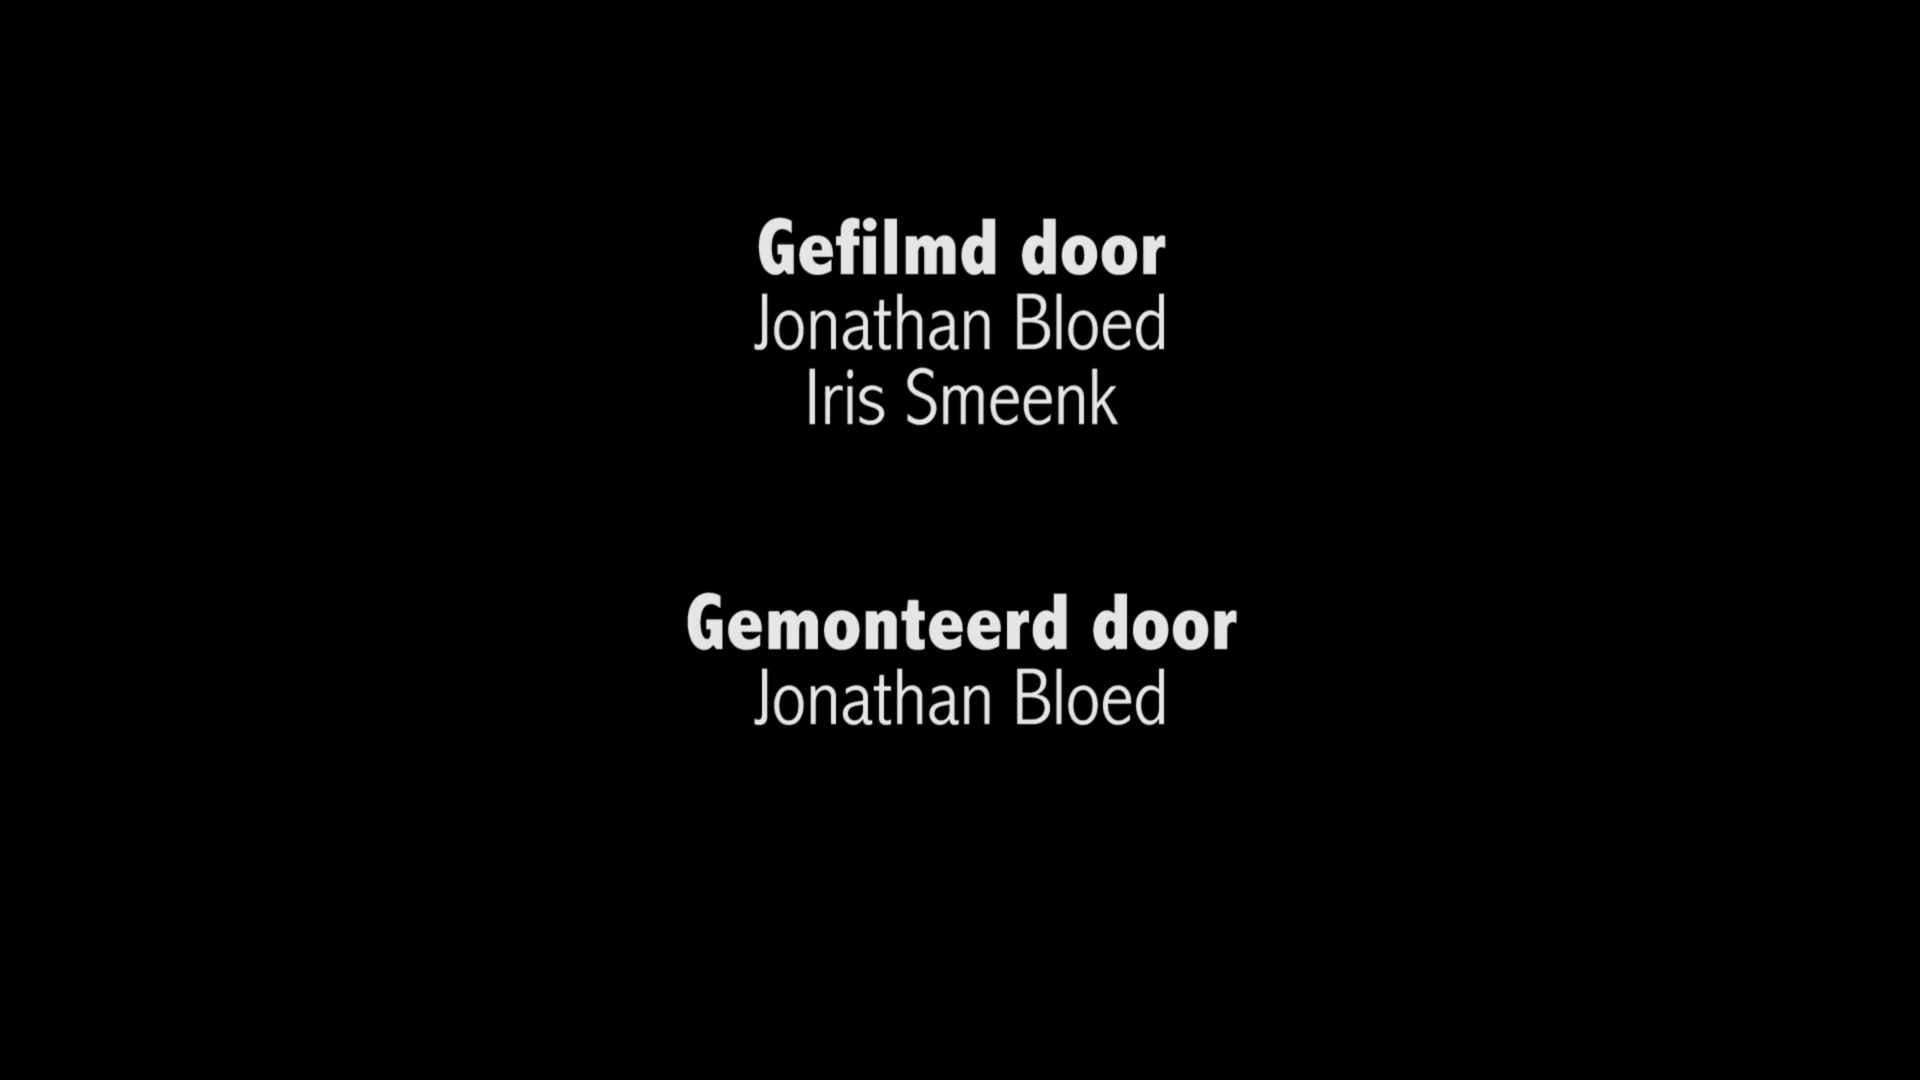 Gefilmd door
Jonathan Bloed
Iris Smeenk
Gemonteerd door
Jonathan Bloed